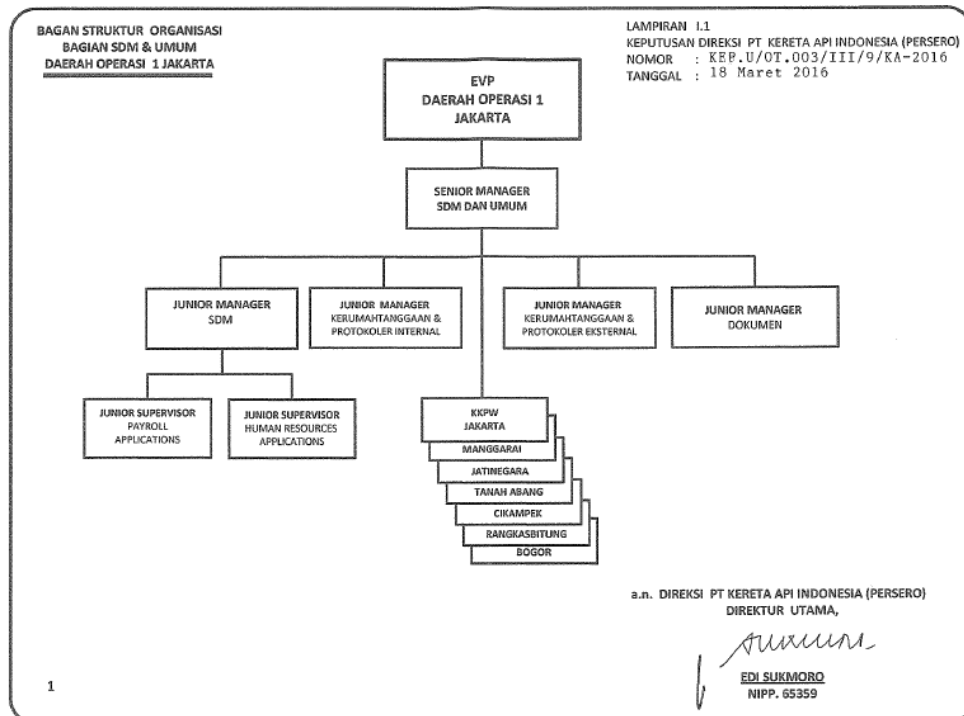 BAGAN STRUKTUR ORGANISASI
BAGIAN SDM & UMUM
DAERAH OPERASI 1 JAKARTA
LAMPIRAN I.1
KEPUTUSAN DIREKSI PT KERETA API INDONESIA (PERSERO)
NOMOR : KEP.U/OT.003/III/9/KA-2016
TANGGAL : 18 Maret 2016
EVP
DAERAH OPERASI 1
JAKARTA
SENIOR MANAGER
SDM DAN UMUM
JUNIOR MANAGER
SDM
JUNIOR MANAGER
KERUMAHTANGGAAN &
PROTOKOLER INTERNAL
JUNIOR MANAGER
KERUMAHTANGGAAN &
PROTOKOLER EKSTERNAL
JUNIOR MANAGER
DOKUMEN
JUNIOR SUPERVISOR
PAYROLL
APPLICATIONS
JUNIOR SUPERVISOR
HUMAN RESOURCES
APPLICATIONS
KKPW
JAKARTA
MANGGARAI
JATINEGARA
TANAH ABANG
CIKAMPEK
RANGKASBITUNG
BOGOR
a.n. DIREKSI PT KERETA API INDONESIA (PERSERO)
DIREKTUR UTAMA,
EDI SUKMORO
NIPP. 65359
1